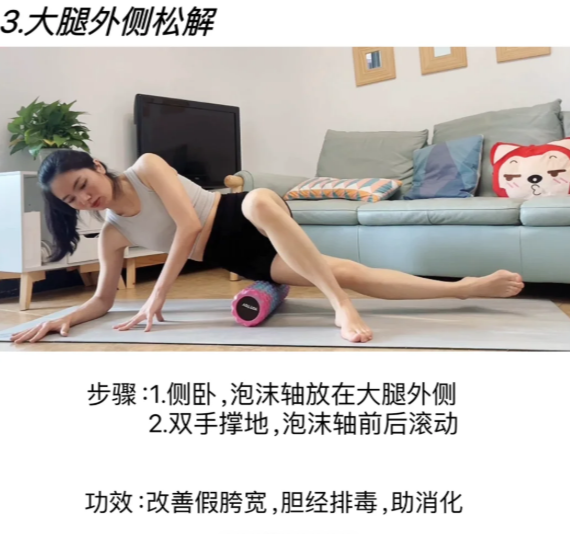 3.大腿外侧松解
步骤:1.侧卧,泡沫轴放在大腿外侧
2.双手撑地,泡沫轴前后滚动
功效:改善假胯宽,胆经排毒,助消化